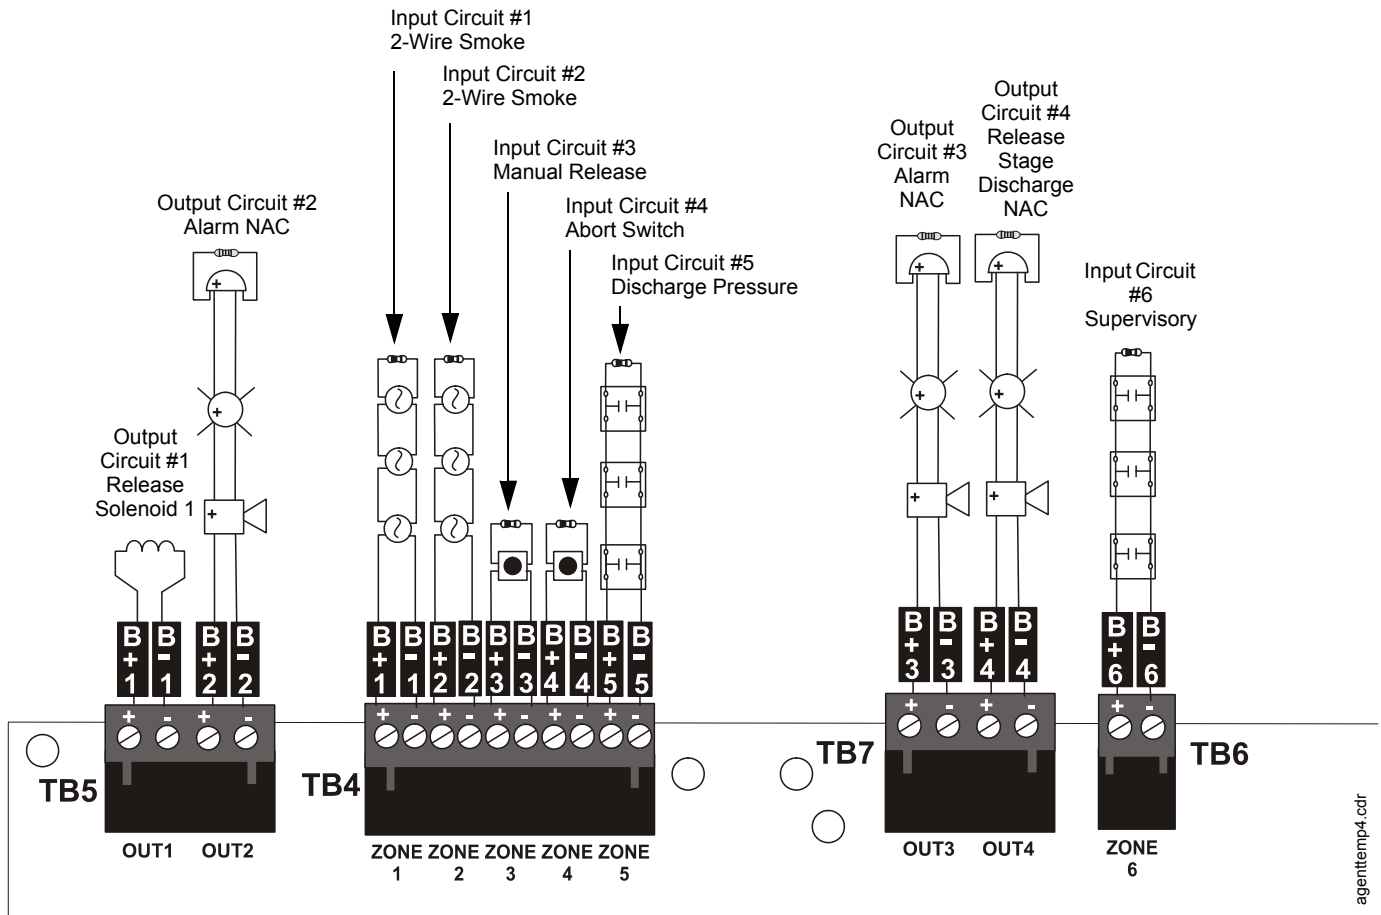 Input Circuit #1
2-Wire Smoke
Input Circuit #2
2-Wire Smoke
Input Circuit #3
Manual Release
Input Circuit #4
Abort Switch
Input Circuit #5
Discharge Pressure
Output Circuit #2
Alarm NAC
Output
Circuit #1
Release
Solenoid 1
Output
Circuit #3
Alarm
NAC
Output
Circuit #4
Release
Stage
Discharge
NAC
Input Circuit
#6
Supervisory
+
+
+
+
+
+
+
+
+
B+1
B-1
B+2
B-2
B+1
B-1
B+2
B-2
B+3
B-3
B+4
B-4
B+5
B-5
B+3
B-3
B+4
B-4
B+6
B-6
+ - + -
+ - + - + - + - + -
+ - + -
+ -
TB5
TB4
TB7
TB6
OUT1 OUT2
ZONE 1
ZONE 2
ZONE 3
ZONE 4
ZONE 5
OUT3 OUT4
ZONE 6
agenttemp4.cdr